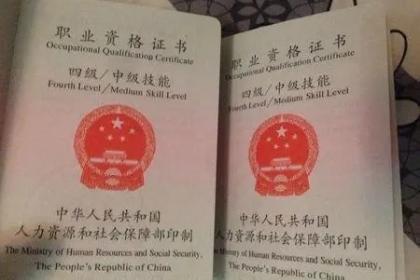 职业资格证书
Occupational Qualification Certificate
四级／中级技能
Fourth Level／Medium Skill Level
中华人民共和国
人力资源和社会保障部印制
The Ministry of Human Resources and Social Security,
The People's Republic of China
职业资格证书
Occupational Qualification Certificate
四级／中级技能
Fourth Level／Medium Skill Level
中华人民共和国
人力资源和社会保障部印制
The Ministry of Human Resources and Social Security,
The People's Republic of China